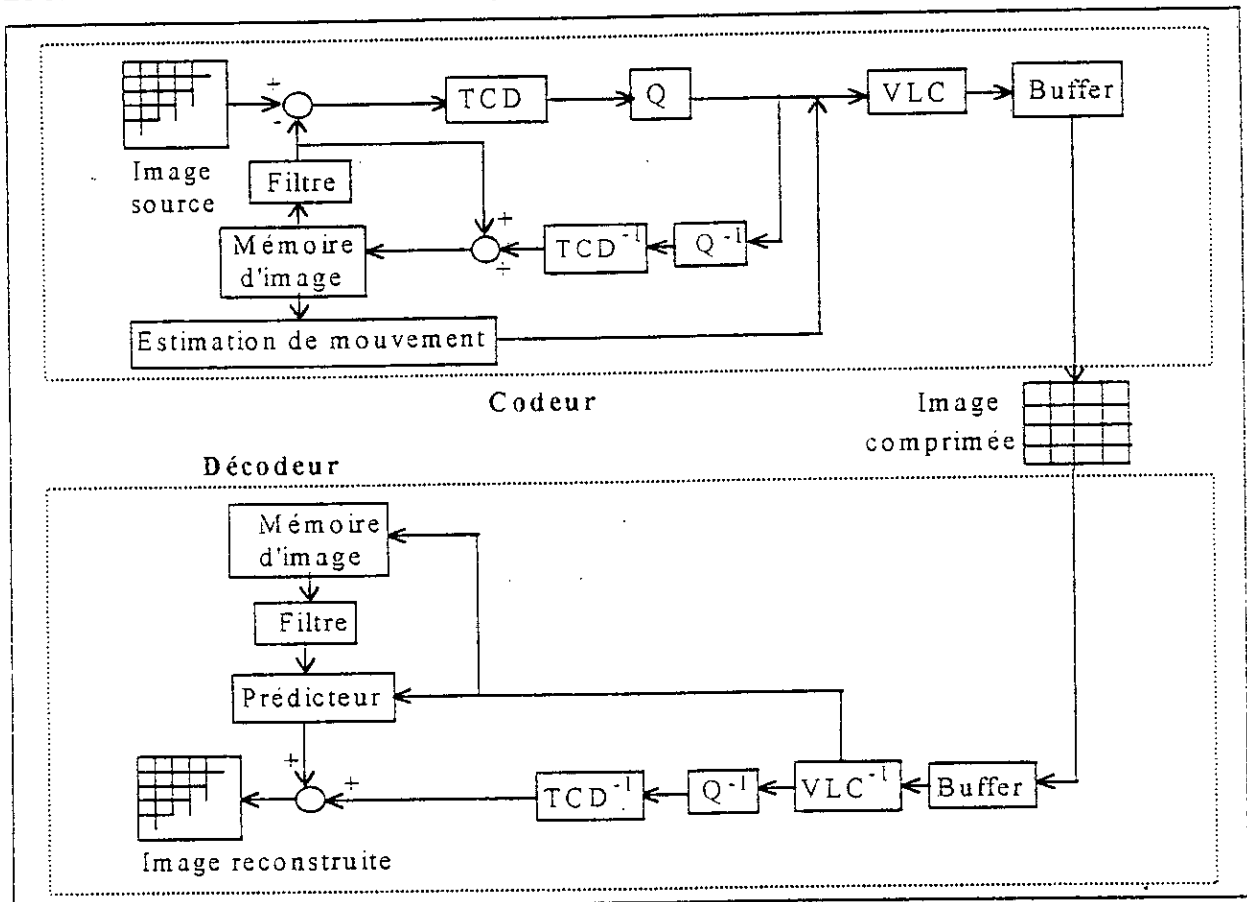 TCD
Q
VLC
Buffer
+
-
Image
source
Filtre
+
+
Mémoire
d'image
TCD⁻¹
Q⁻¹
Estimation de mouvement
Codeur
Image
comprimée
Décodeur
Mémoire
d'image
Filtre
Prédicteur
+
+
TCD⁻¹
Q⁻¹
VLC⁻¹
Buffer
Image reconstruite